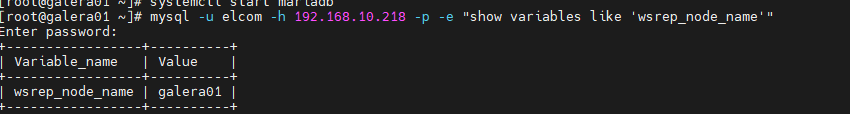 [root@galera01 ~]# systemctl start mariadb
[root@galera01 ~]# mysql -u elcom -h 192.168.10.218 -p -e "show variables like 'wsrep_node_name'"
Enter password:
+-----------------+----------+
| Variable_name   | Value    |
+-----------------+----------+
| wsrep_node_name | galera01 |
+-----------------+----------+